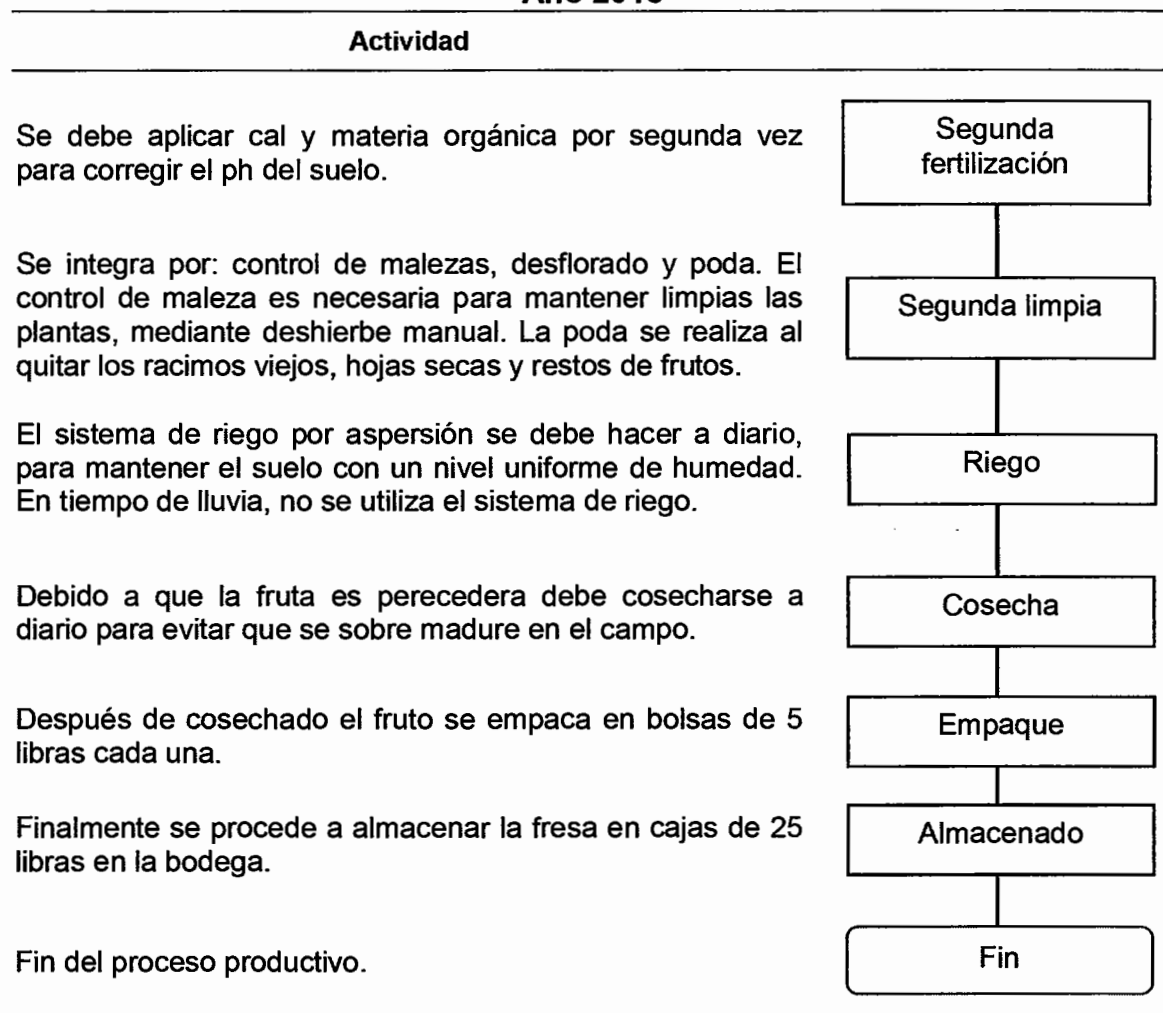 Actividad
Se debe aplicar cal y materia orgánica por segunda vez
para corregir el ph del suelo.
Segunda
fertilización
Se integra por: control de malezas, desflorado y poda. El
control de maleza es necesaria para mantener limpias las
plantas, mediante deshierbe manual. La poda se realiza al
quitar los racimos viejos, hojas secas y restos de frutos.
Segunda limpia
El sistema de riego por aspersión se debe hacer a diario,
para mantener el suelo con un nivel uniforme de humedad.
En tiempo de lluvia, no se utiliza el sistema de riego.
Riego
Debido a que la fruta es perecedera debe cosecharse a
diario para evitar que se sobre madure en el campo.
Cosecha
Después de cosechado el fruto se empaca en bolsas de 5
libras cada una.
Empaque
Finalmente se procede a almacenar la fresa en cajas de 25
libras en la bodega.
Almacenado
Fin del proceso productivo.
Fin